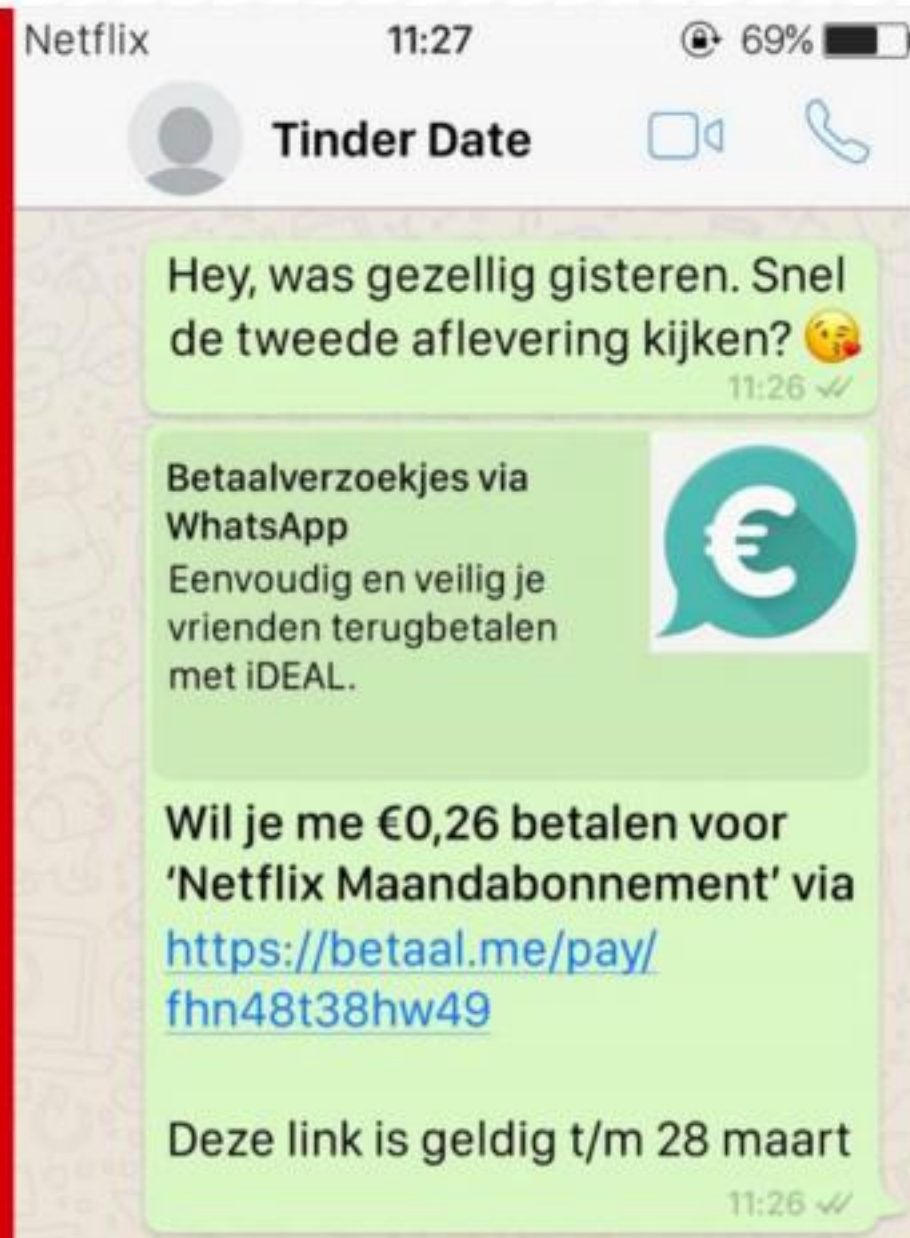 Netflix 11:27 69%
Tinder Date
Hey, was gezellig gisteren. Snel
de tweede aflevering kijken? 😘
11:26
Betaalverzoekjes via
WhatsApp
Eenvoudig en veilig je
vrienden terugbetalen
met iDEAL.
€
Wil je me €0,26 betalen voor
'Netflix Maandabonnement' via
https://betaal.me/pay/
fhn48t38hw49
Deze link is geldig t/m 28 maart
11:26